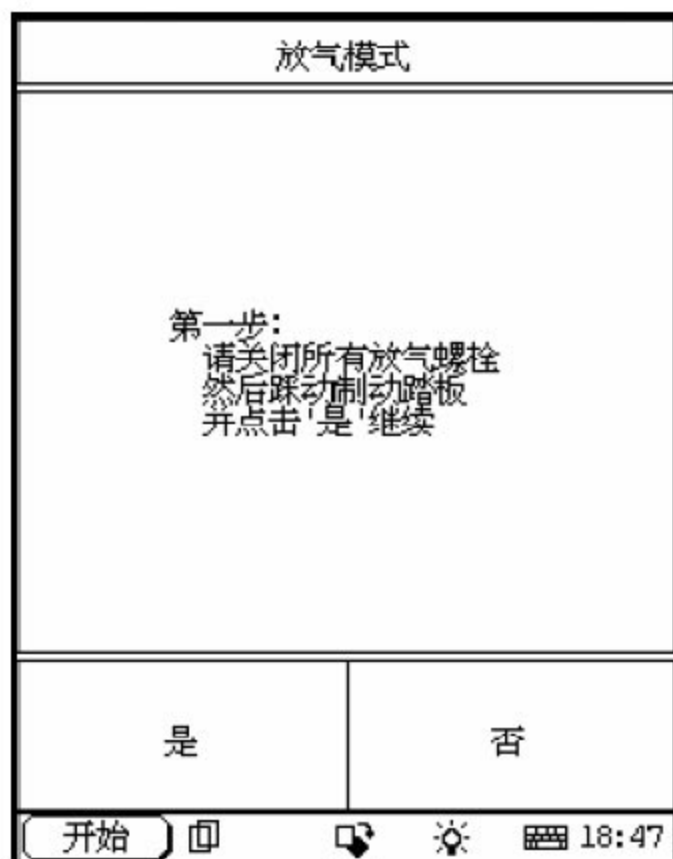 放气模式
第一步:
请关闭所有放气螺栓
然后踩动制动踏板
并点击'是'继续
是 否
开始 18:47